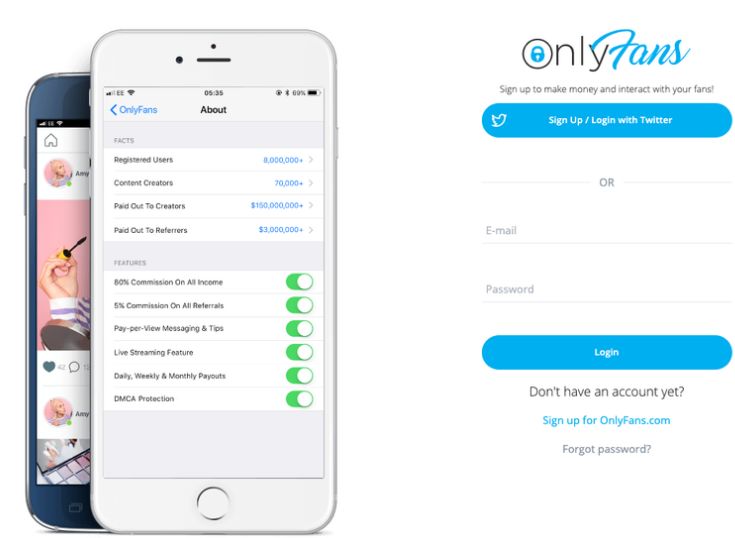 EE
Amy
42
12
Amy
EE
05:35
69%
OnlyFans
About
FACTS
Registered Users 8,000,000+
Content Creators 70,000+
Paid Out To Creators $150,000,000+
Paid Out To Referrers $3,000,000+
FEATURES
80% Commission On All Income
5% Commission On All Referrals
Pay-per-View Messaging & Tips
Live Streaming Feature
Daily, Weekly & Monthly Payouts
DMCA Protection
OnlyFans
Sign up to make money and interact with your fans!
Sign Up / Login with Twitter
OR
E-mail
Password
Login
Don't have an account yet?
Sign up for OnlyFans.com
Forgot password?